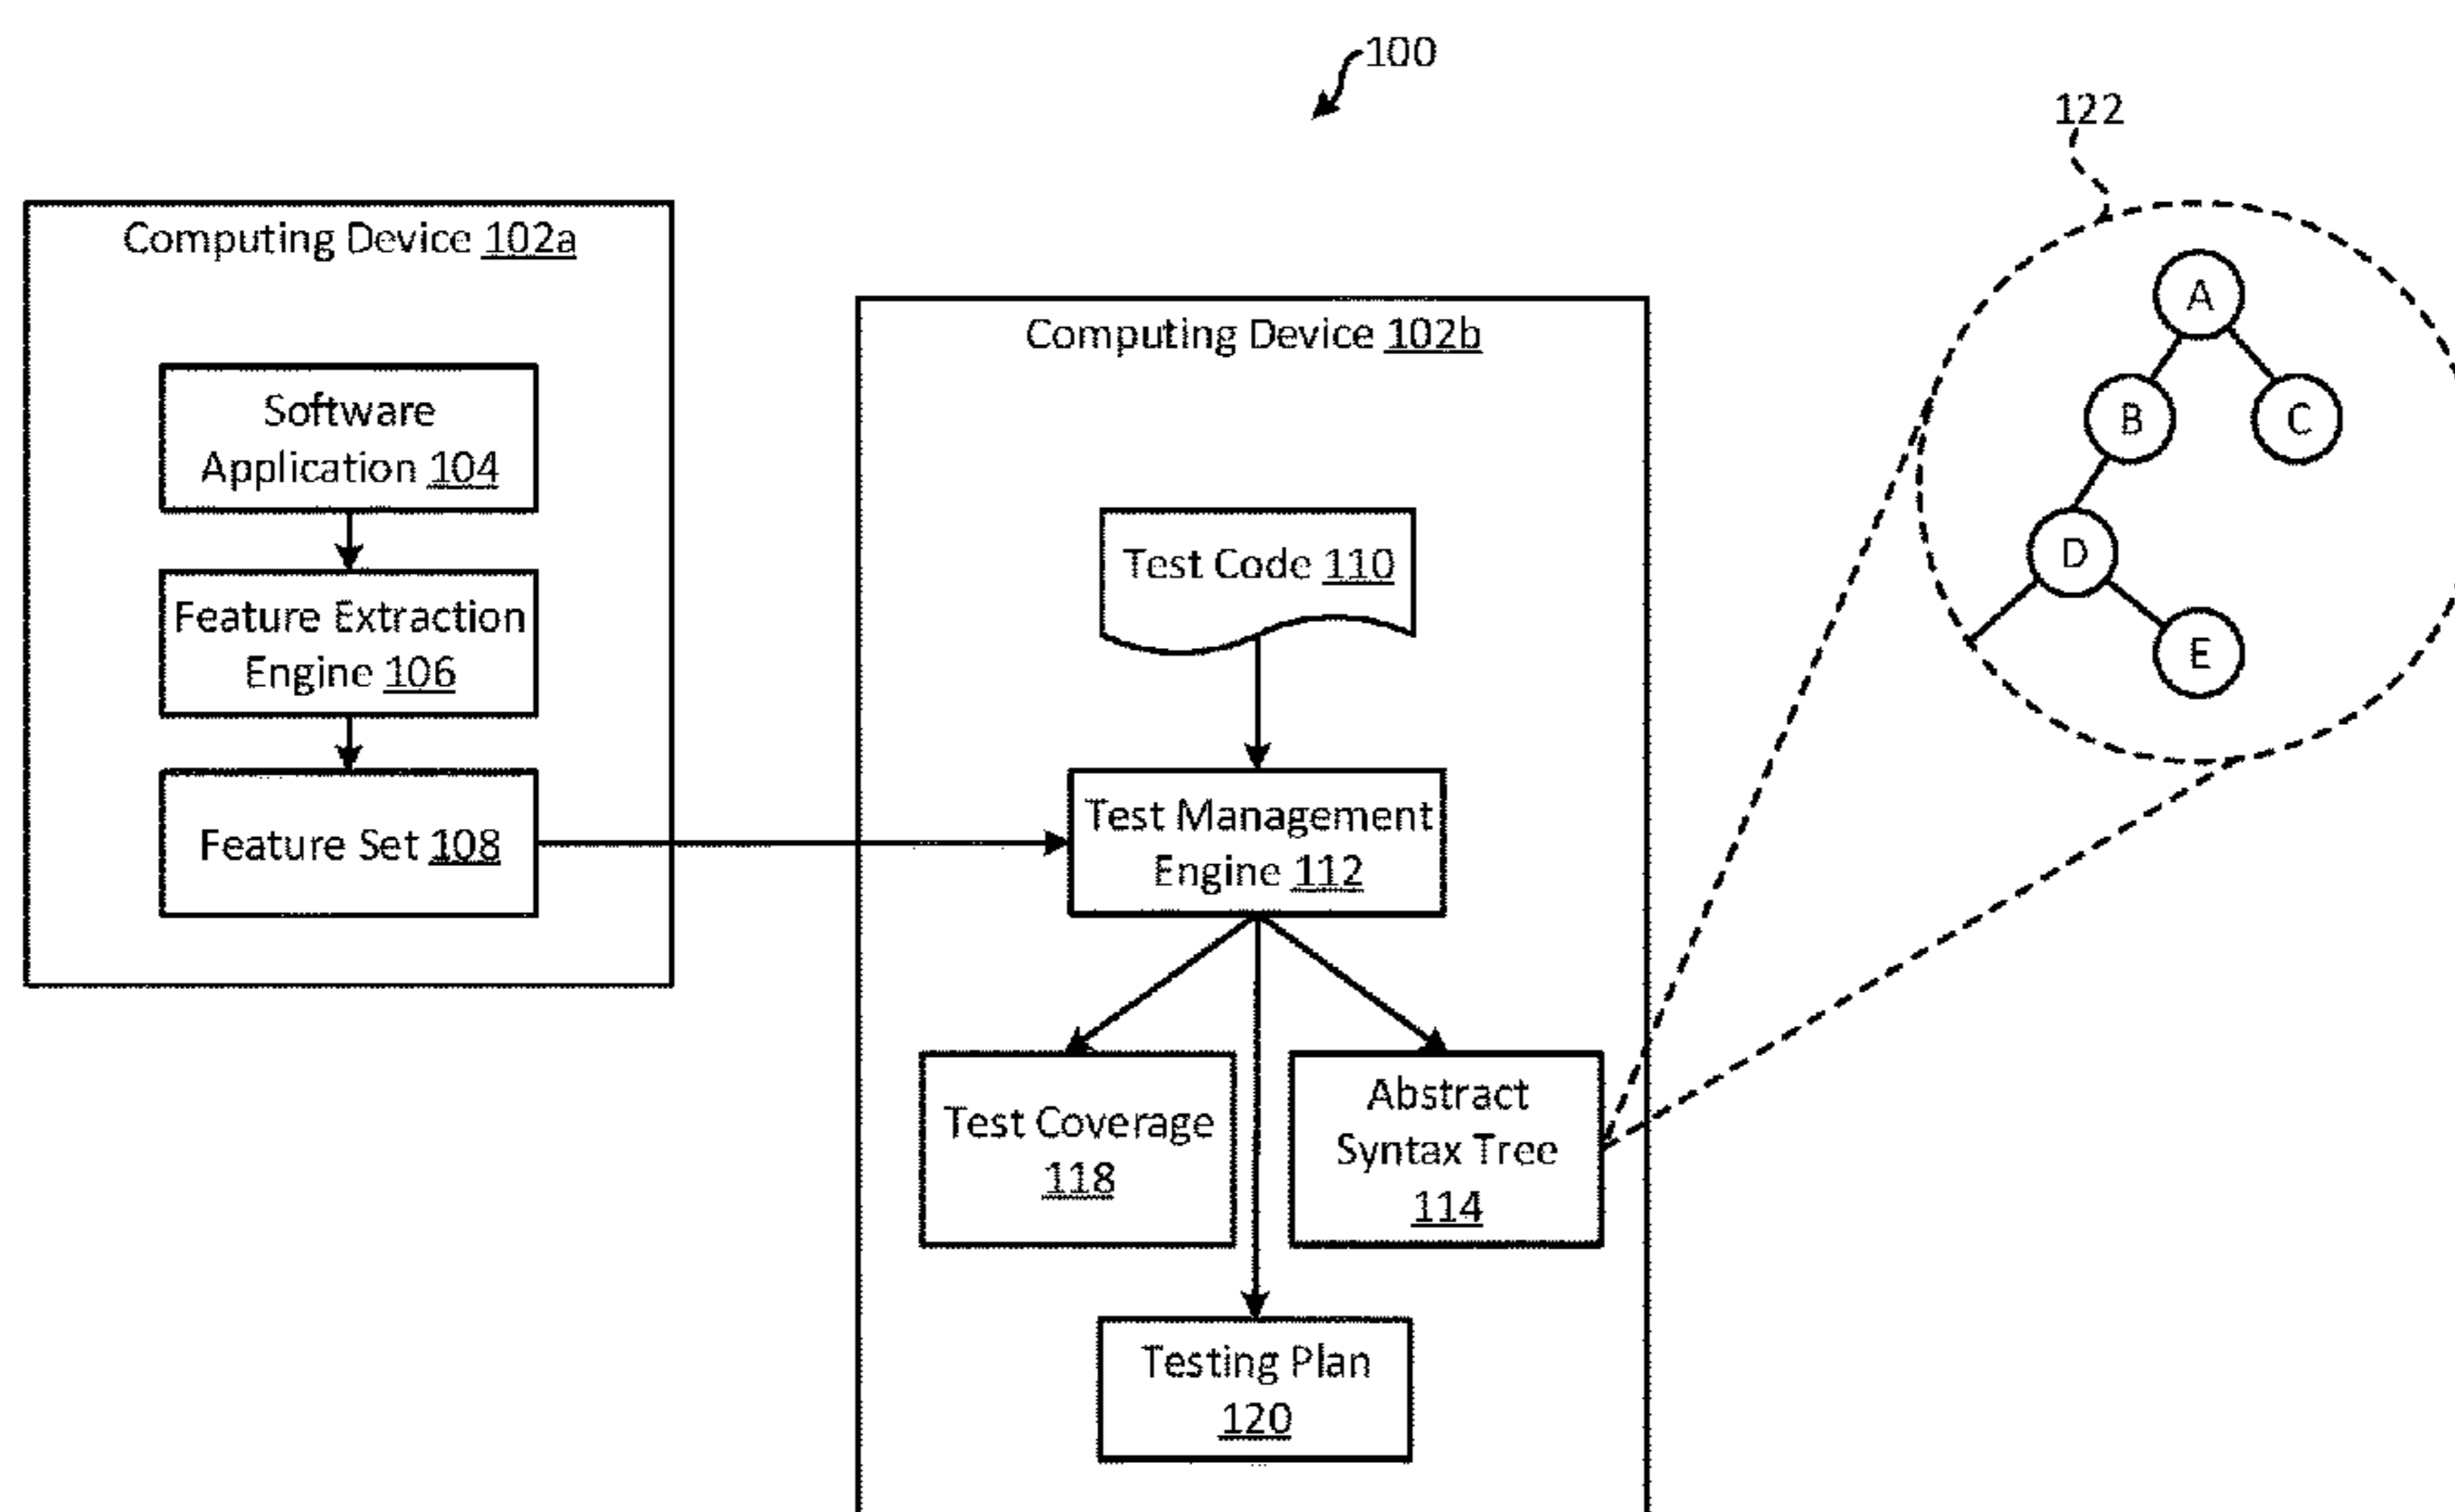 100
122
Computing Device 102a
Software
Application 104
Feature Extraction
Engine 106
Feature Set 108
Computing Device 102b
Test Code 110
Test Management
Engine 112
Test Coverage
118
Abstract
Syntax Tree
114
Testing Plan
120
A
B
C
D
E